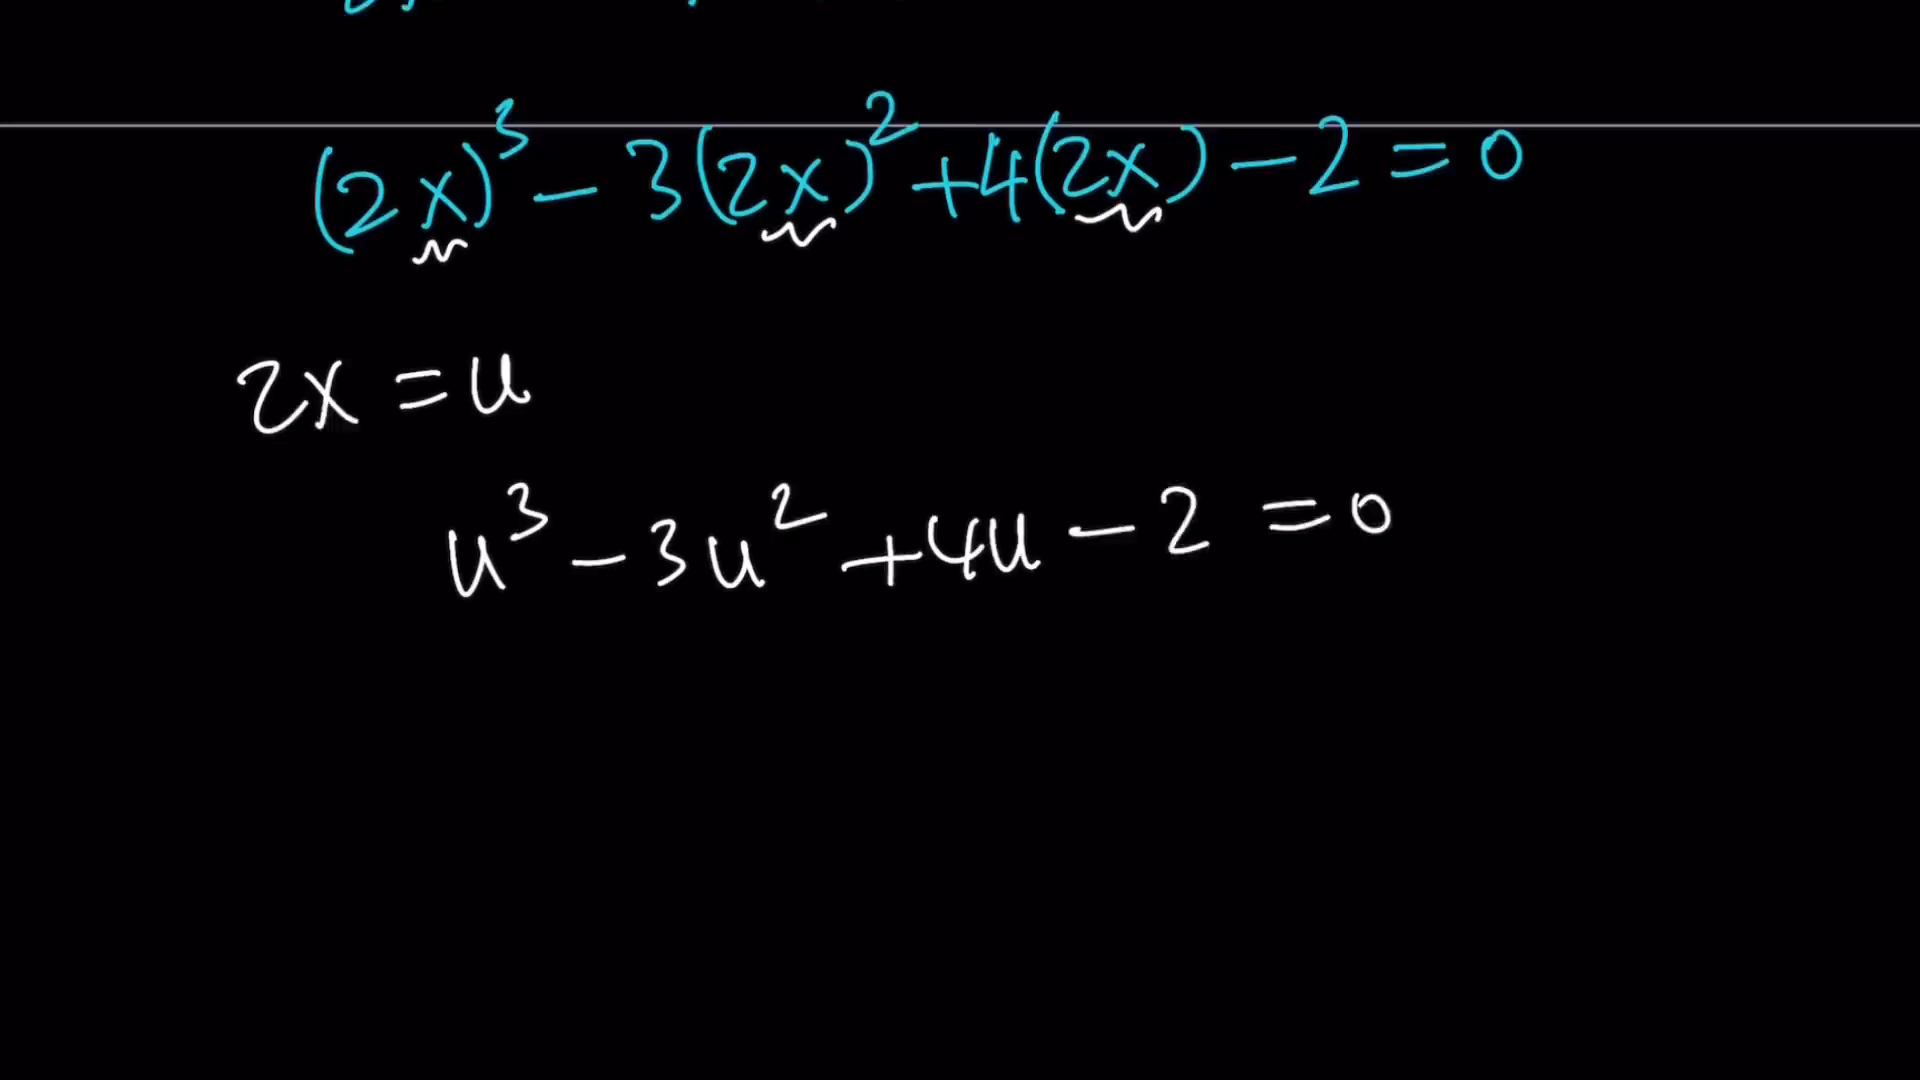 (2x)³ − 3(2x)² + 4(2x) − 2 = 0
2x = u
u³ − 3u² + 4u − 2 = 0